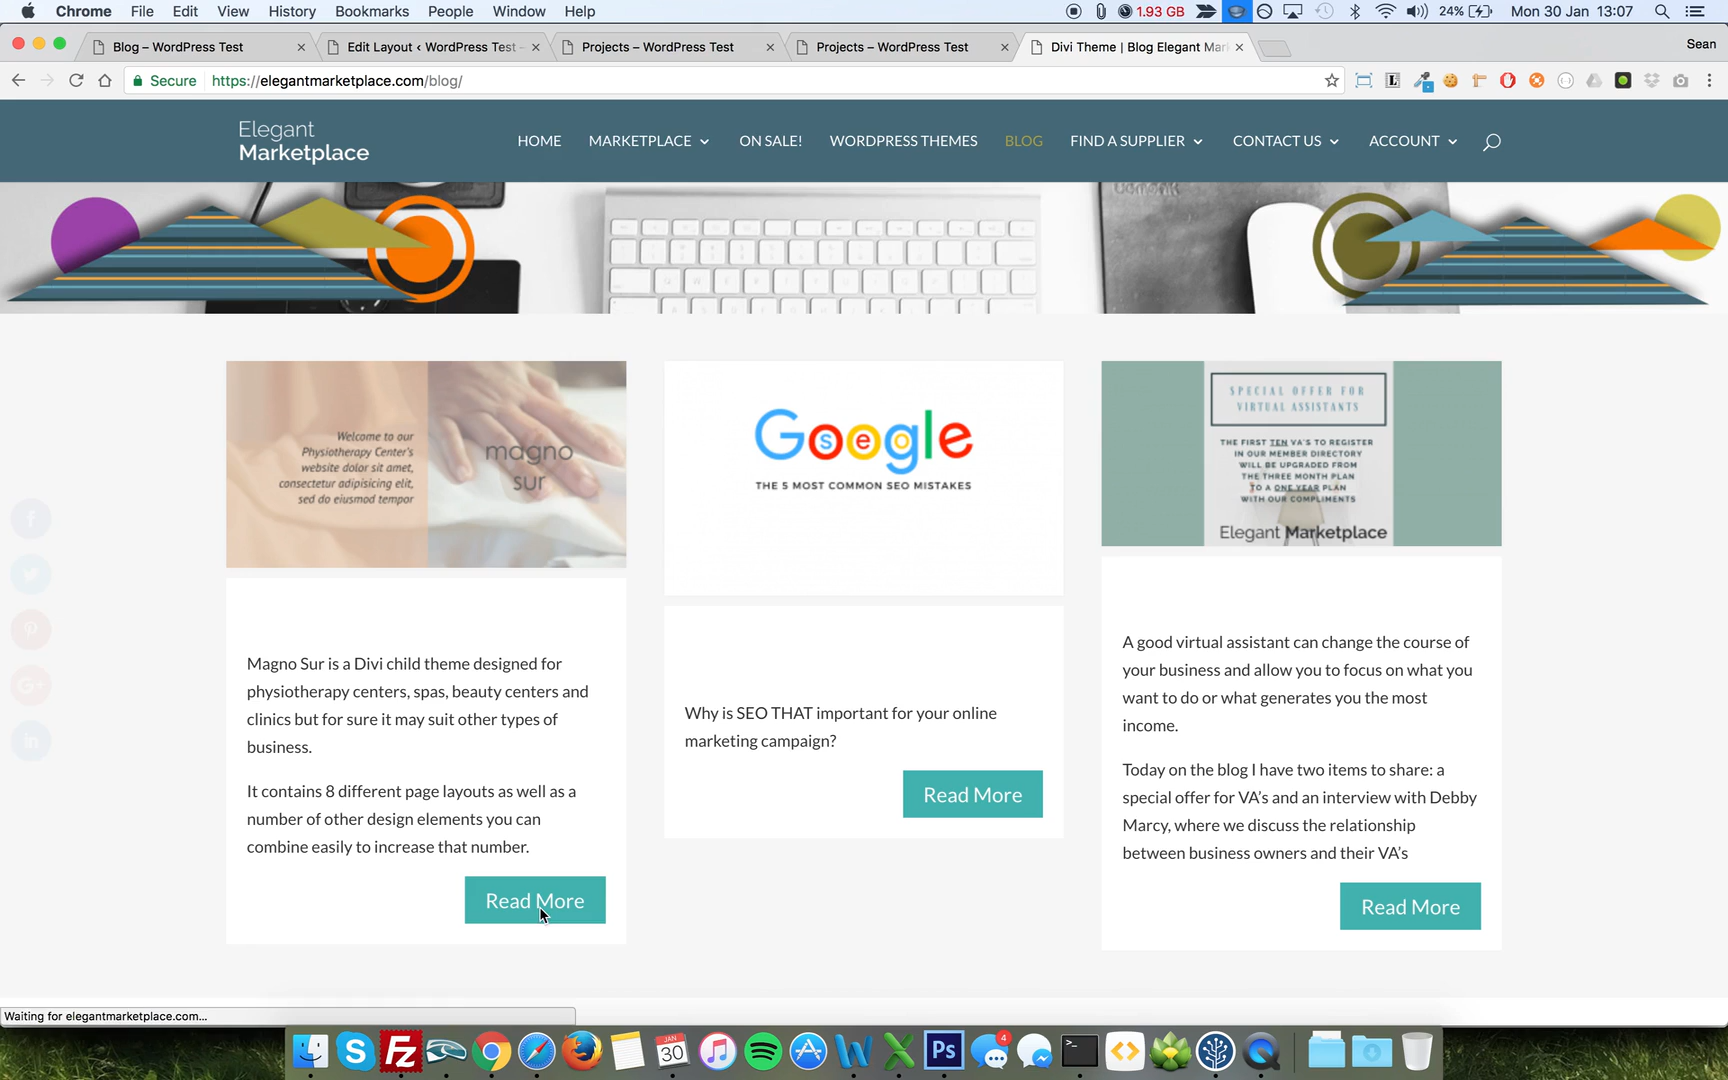 Chrome File Edit View History Bookmarks People Window Help
1.93 GB 24% Mon 30 Jan 13:07
Blog – WordPress Test
Edit Layout ‹ WordPress Test –
Projects – WordPress Test
Projects – WordPress Test
Divi Theme | Blog Elegant Mar
Sean
Secure https://elegantmarketplace.com/blog/
Elegant
Marketplace
HOME MARKETPLACE ON SALE! WORDPRESS THEMES BLOG FIND A SUPPLIER CONTACT US ACCOUNT
Welcome to our
Physiotherapy Center's
website dolor sit amet,
consectetur adipisicing elit,
sed do eiusmod tempor
magno
sur
Magno Sur is a Divi child theme designed for
physiotherapy centers, spas, beauty centers and
clinics but for sure it may suit other types of
business.
It contains 8 different page layouts as well as a
number of other design elements you can
combine easily to increase that number.
Read More
Google
seo
THE 5 MOST COMMON SEO MISTAKES
Why is SEO THAT important for your online
marketing campaign?
Read More
SPECIAL OFFER FOR
VIRTUAL ASSISTANTS
THE FIRST TEN VA'S TO REGISTER
IN OUR MEMBER DIRECTORY
WILL BE UPGRADED FROM
THE THREE MONTH PLAN
TO A ONE YEAR PLAN
WITH OUR COMPLIMENTS
Elegant Marketplace
A good virtual assistant can change the course of
your business and allow you to focus on what you
want to do or what generates you the most
income.
Today on the blog I have two items to share: a
special offer for VA's and an interview with Debby
Marcy, where we discuss the relationship
between business owners and their VA's
Read More
f
G+
in
Waiting for elegantmarketplace.com...
S
Fz
JAN
30
W
X
Ps
4